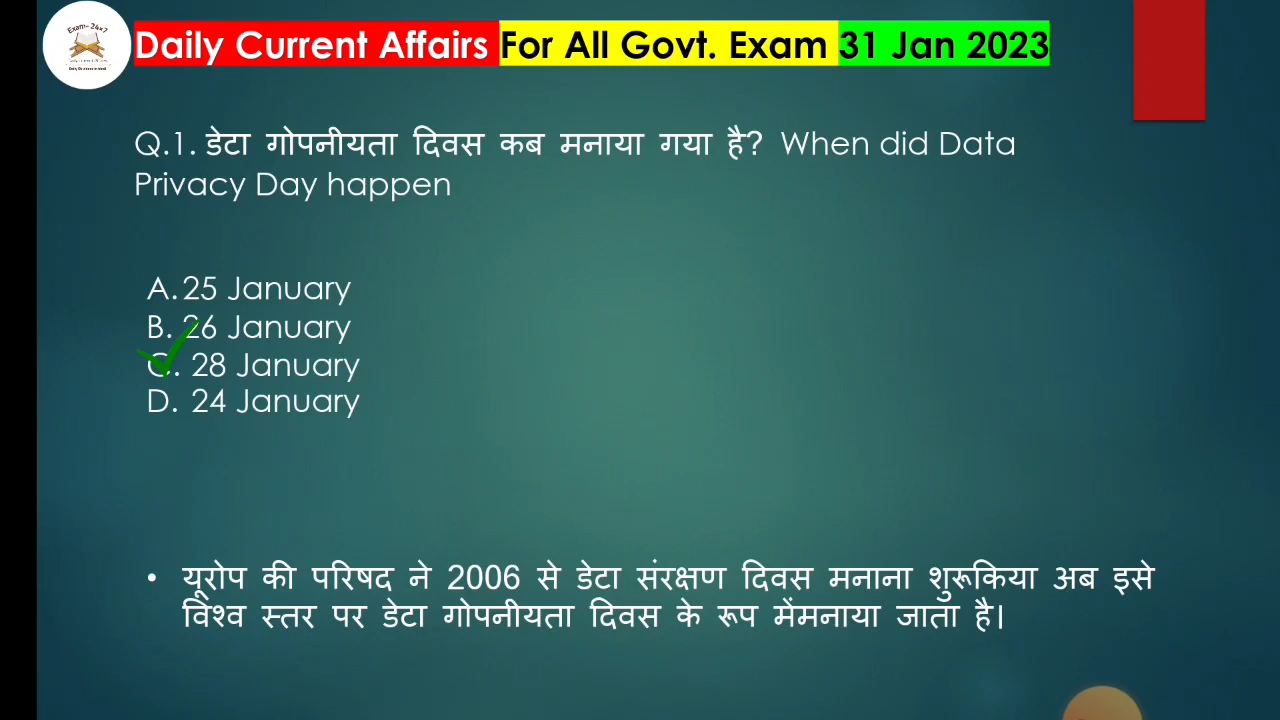 Exam- 24x7
Daily Current Affairs For All Govt. Exam 31 Jan 2023
Q.1. डेटा गोपनीयता दिवस कब मनाया गया है? When did Data
Privacy Day happen
A. 25 January
B. 26 January
C. 28 January
D. 24 January
• यूरोप की परिषद ने 2006 से डेटा संरक्षण दिवस मनाना शुरूकिया अब इसे
विश्व स्तर पर डेटा गोपनीयता दिवस के रूप मेंमनाया जाता है।